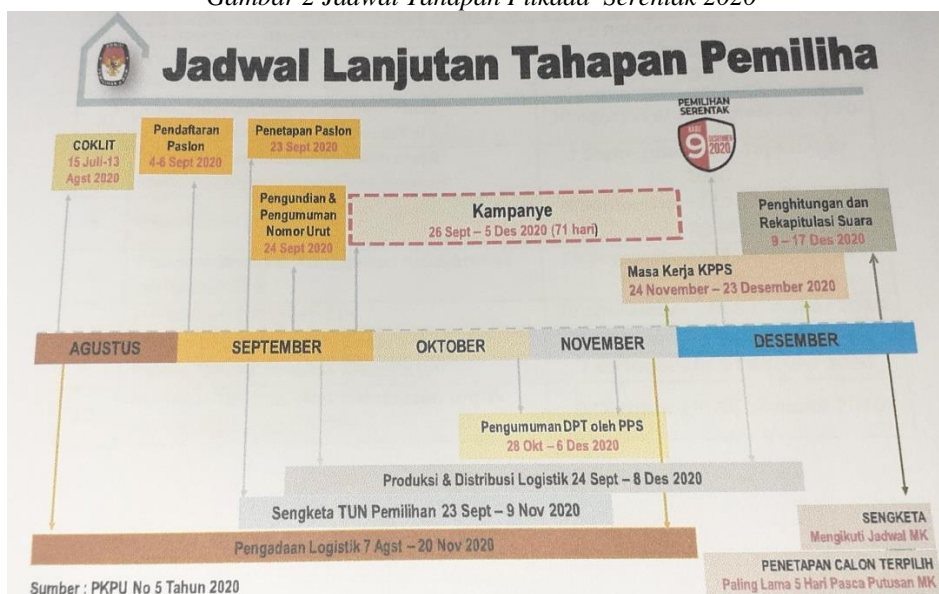 Gambar 2 Jadwal Tahapan Pilkada Serentak 2020
Jadwal Lanjutan Tahapan Pemiliha
PEMILIHAN
SERENTAK
9
DESEMBER
2020
COKLIT
15 Juli-13
Agst 2020
Pendaftaran
Paslon
4-6 Sept 2020
Penetapan Paslon
23 Sept 2020
Pengundian &
Pengumuman
Nomor Urut
24 Sept 2020
Kampanye
26 Sept – 5 Des 2020 (71 hari)
Penghitungan dan
Rekapitulasi Suara
9 – 17 Des 2020
Masa Kerja KPPS
24 November – 23 Desember 2020
AGUSTUS
SEPTEMBER
OKTOBER
NOVEMBER
DESEMBER
Pengumuman DPT oleh PPS
28 Okt – 6 Des 2020
Produksi & Distribusi Logistik 24 Sept – 8 Des 2020
Sengketa TUN Pemilihan 23 Sept – 9 Nov 2020
Pengadaan Logistik 7 Agst – 20 Nov 2020
SENGKETA
Mengikuti Jadwal MK
PENETAPAN CALON TERPILIH
Paling Lama 5 Hari Pasca Putusan MK
Sumber : PKPU No 5 Tahun 2020